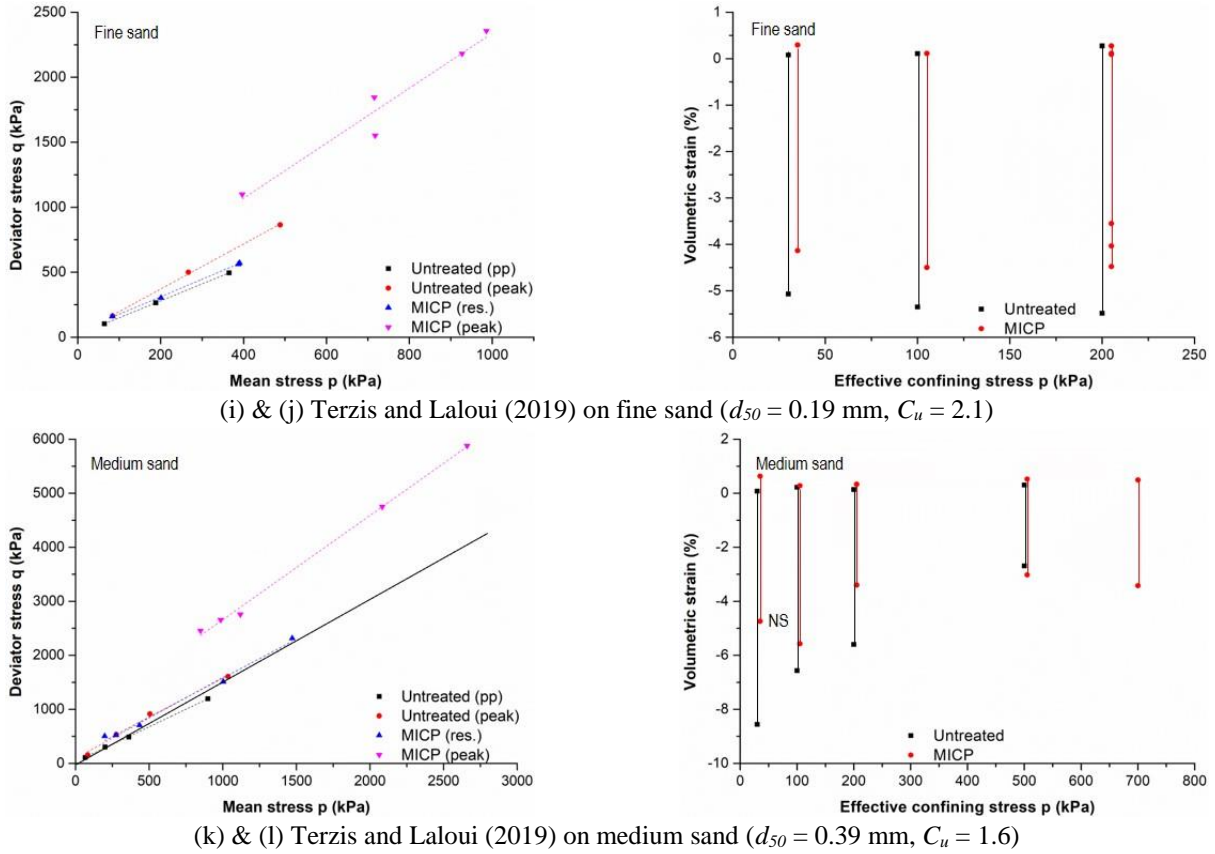 Fine sand
2500
2000
1500
1000
500
0
Deviator stress q (kPa)
Untreated (pp)
Untreated (peak)
MICP (res.)
MICP (peak)
0 200 400 600 800 1000
Mean stress p (kPa)
Fine sand
1
0
-1
-2
-3
-4
-5
-6
Volumetric strain (%)
Untreated
MICP
0 50 100 150 200 250
Effective confining stress p (kPa)
(i) & (j) Terzis and Laloui (2019) on fine sand (d50 = 0.19 mm, Cu = 2.1)
Medium sand
6000
5000
4000
3000
2000
1000
0
Deviator stress q (kPa)
Untreated (pp)
Untreated (peak)
MICP (res.)
MICP (peak)
0 500 1000 1500 2000 2500 3000
Mean stress p (kPa)
Medium sand
2
0
-2
-4
-6
-8
-10
Volumetric strain (%)
NS
Untreated
MICP
0 100 200 300 400 500 600 700 800
Effective confining stress p (kPa)
(k) & (l) Terzis and Laloui (2019) on medium sand (d50 = 0.39 mm, Cu = 1.6)